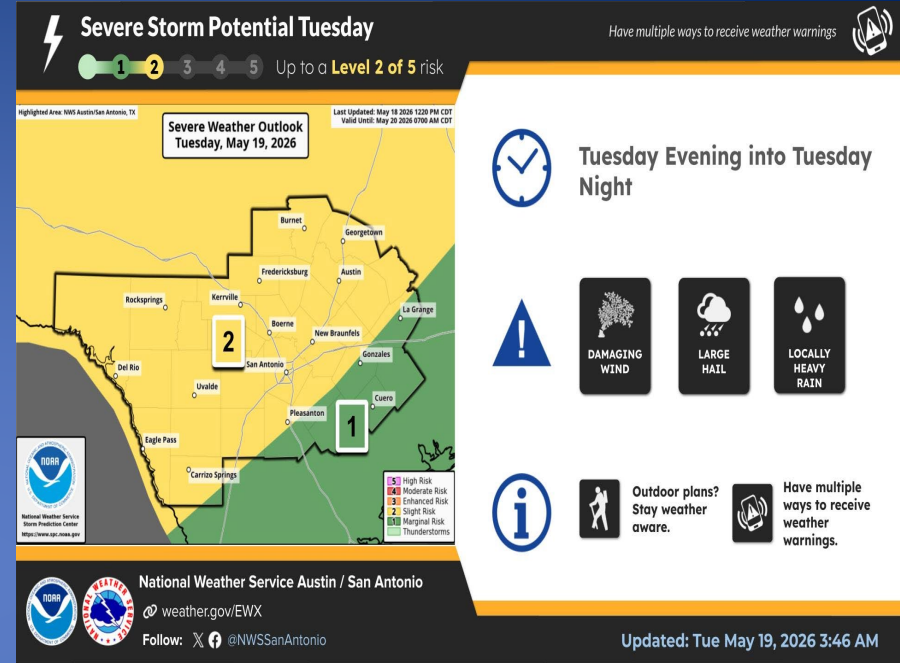 Severe Storm Potential Tuesday
Have multiple ways to receive weather warnings
1 2 3 4 5 Up to a Level 2 of 5 risk
Highlighted Area: NWS Austin/San Antonio, TX
Last Updated: May 18 2026 1220 PM CDT
Valid Until: May 20 2026 0700 AM CDT
Severe Weather Outlook
Tuesday, May 19, 2026
Burnet
Georgetown
Fredericksburg
Austin
Rocksprings
Kerrville
La Grange
Boerne
New Braunfels
2
San Antonio
Gonzales
Del Rio
Uvalde
Cuero
Pleasanton
1
Eagle Pass
Carrizo Springs
NOAA
National Weather Service
Storm Prediction Center
https://www.spc.noaa.gov
5 High Risk
4 Moderate Risk
3 Enhanced Risk
2 Slight Risk
1 Marginal Risk
Thunderstorms
Tuesday Evening into Tuesday
Night
DAMAGING
WIND
LARGE
HAIL
LOCALLY
HEAVY
RAIN
Outdoor plans?
Stay weather
aware.
Have multiple
ways to receive
weather
warnings.
NOAA
NATIONAL WEATHER SERVICE
National Weather Service Austin / San Antonio
weather.gov/EWX
Follow: @NWSSanAntonio
Updated: Tue May 19, 2026 3:46 AM